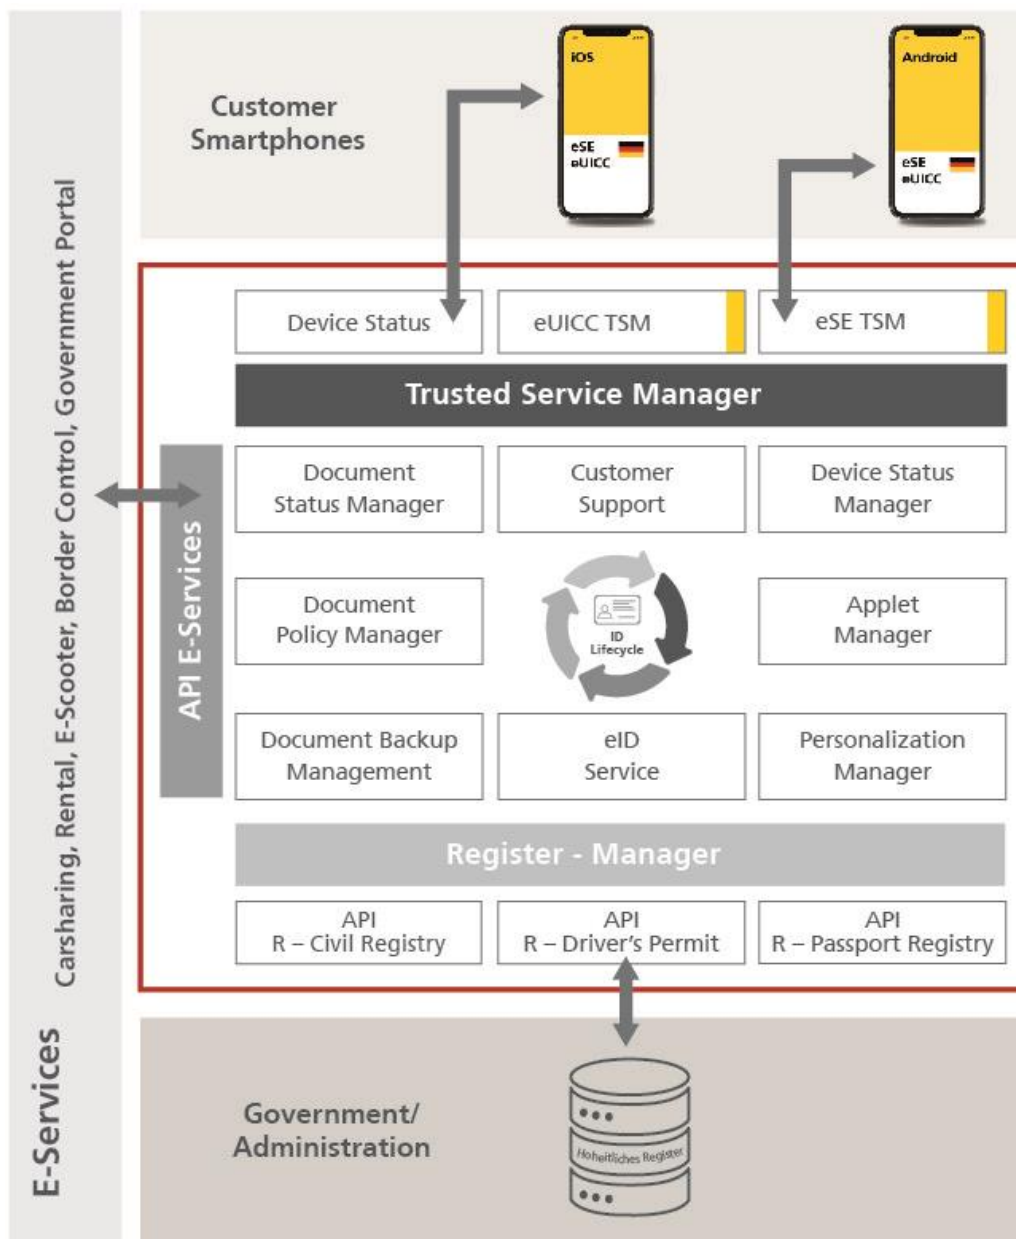 Customer
Smartphones
iOS
eSE
eUICC
Android
eSE
eUICC
Device Status
eUICC TSM
eSE TSM
Trusted Service Manager
API E-Services
Document
Status Manager
Customer
Support
Device Status
Manager
Document
Policy Manager
ID
Lifecycle
Applet
Manager
Document Backup
Management
eID
Service
Personalization
Manager
Register - Manager
API
R – Civil Registry
API
R – Driver's Permit
API
R – Passport Registry
Government/
Administration
Hoheitliches Register
E-Services Carsharing, Rental, E-Scooter, Border Control, Government Portal